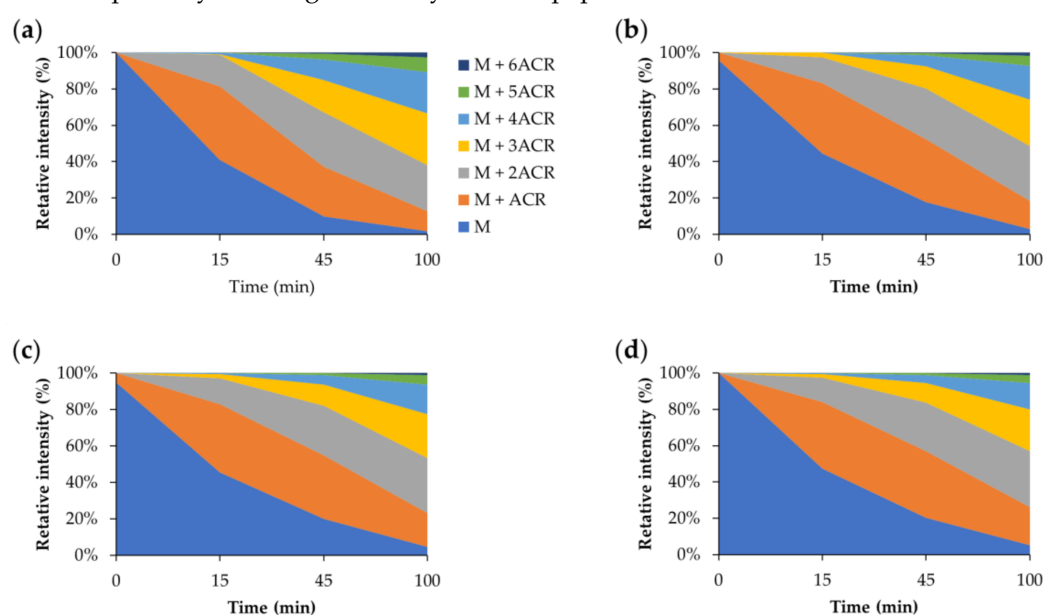 (a)
Retative intensity (%)
100%
80%
60%
40%
20%
0%
0 15 45 100
Time (min)
M + 6ACR
M + 5ACR
M + 4ACR
M + 3ACR
M + 2ACR
M + ACR
M
(b)
Retative intensity (%)
100%
80%
60%
40%
20%
0%
0 15 45 100
Time (min)
(c)
Retative intensity (%)
100%
80%
60%
40%
20%
0%
0 15 45 100
Time (min)
(d)
Retative intensity (%)
100%
80%
60%
40%
20%
0%
0 15 45 100
Time (min)